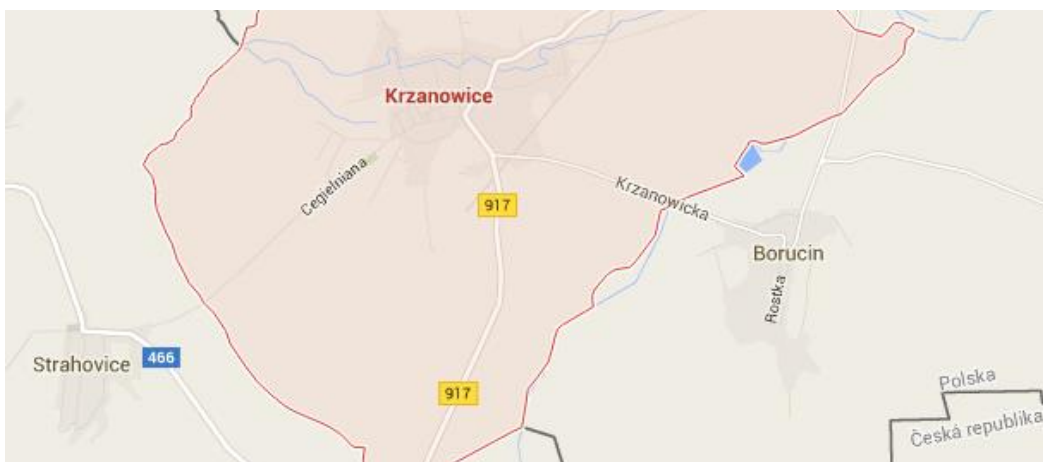 Krzanowice
Cegielniana
Krzanowicka
917
Borucin
Rostka
Strahovice
466
917
Polska
Česká republika